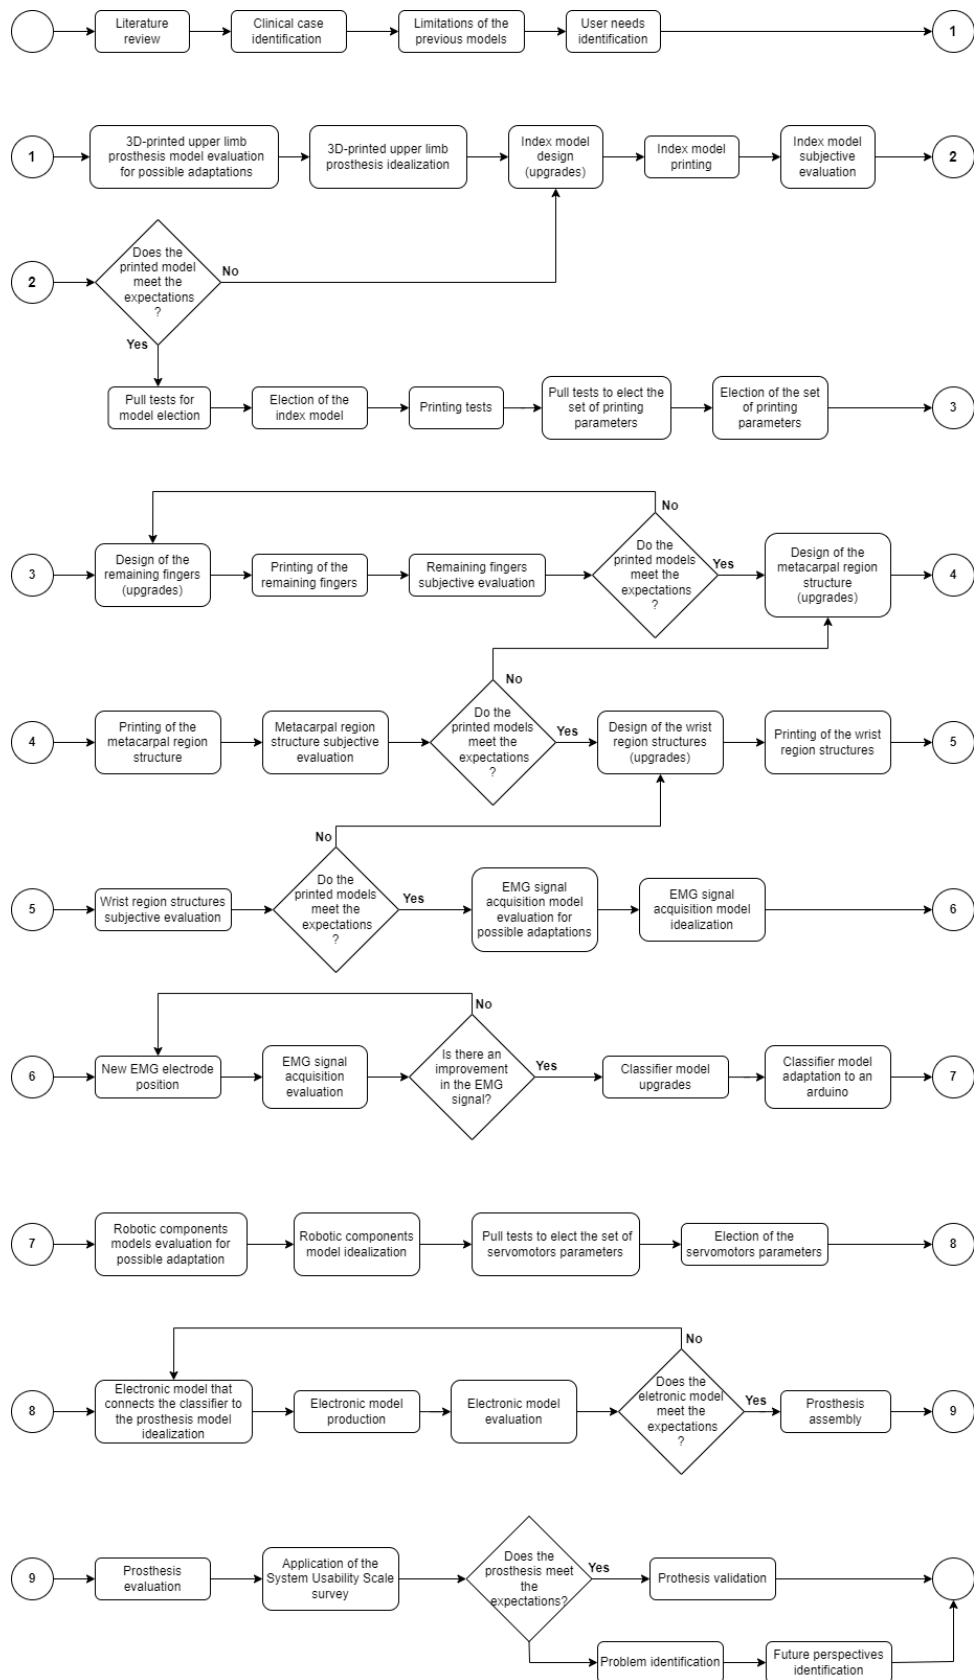 Literature
review
Clinical case
identification
Limitations of the
previous models
User needs
identification
1
1
3D-printed upper limb
prosthesis model evaluation
for possible adaptations
3D-printed upper limb
prosthesis idealization
Index model
design
(upgrades)
Index model
printing
Index model
subjective
evaluation
2
2
Does the
printed model
meet the
expectations
?
No
Yes
Pull tests for
model election
Election of the
index model
Printing tests
Pull tests to elect the
set of printing
parameters
Election of the set
of printing
parameters
3
3
Design of the
remaining fingers
(upgrades)
Printing of the
remaining fingers
Remaining fingers
subjective evaluation
No
Do the
printed models
meet the
expectations
?
Yes
Design of the
metacarpal region
structure
(upgrades)
4
4
Printing of the
metacarpal region
structure
Metacarpal region
structure subjective
evaluation
No
Do the
printed models
meet the
expectations
?
Yes
Design of the wrist
region structures
(upgrades)
Printing of the wrist
region structures
5
5
Wrist region structures
subjective evaluation
No
Do the
printed models
meet the
expectations
?
Yes
EMG signal
acquisition model
evaluation for
possible adaptations
EMG signal
acquisition model
idealization
6
6
New EMG electrode
position
EMG signal
acquisition
evaluation
No
Is there an
improvement
in the EMG
signal?
Yes
Classifier model
upgrades
Classifier model
adaptation to an
arduino
7
7
Robotic components
models evaluation for
possible adaptation
Robotic components
model idealization
Pull tests to elect the set of
servomotors parameters
Election of the
servomotors parameters
8
8
Electronic model that
connects the classifier to
the prosthesis model
idealization
Electronic model
production
Electronic model
evaluation
No
Does the
eletronic model
meet the
expectations
?
Yes
Prosthesis
assembly
9
9
Prosthesis
evaluation
Application of the
System Usability Scale
survey
Does the
prosthesis meet
the
expectations?
Yes
Prothesis validation
Problem identification
Future perspectives
identification